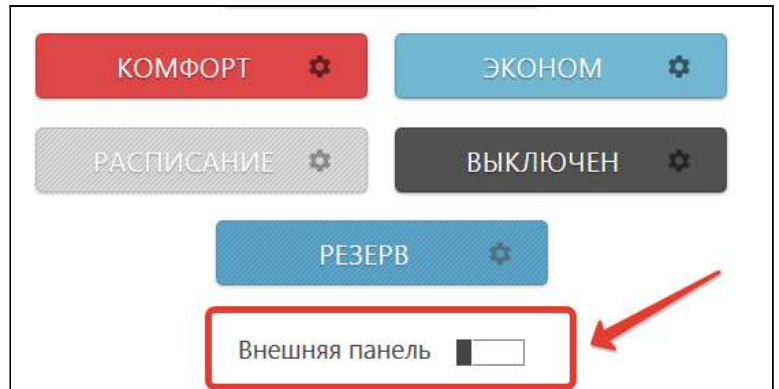 КОМФОРТ
ЭКОНОМ
РАСПИСАНИЕ
ВЫКЛЮЧЕН
РЕЗЕРВ
Внешняя панель